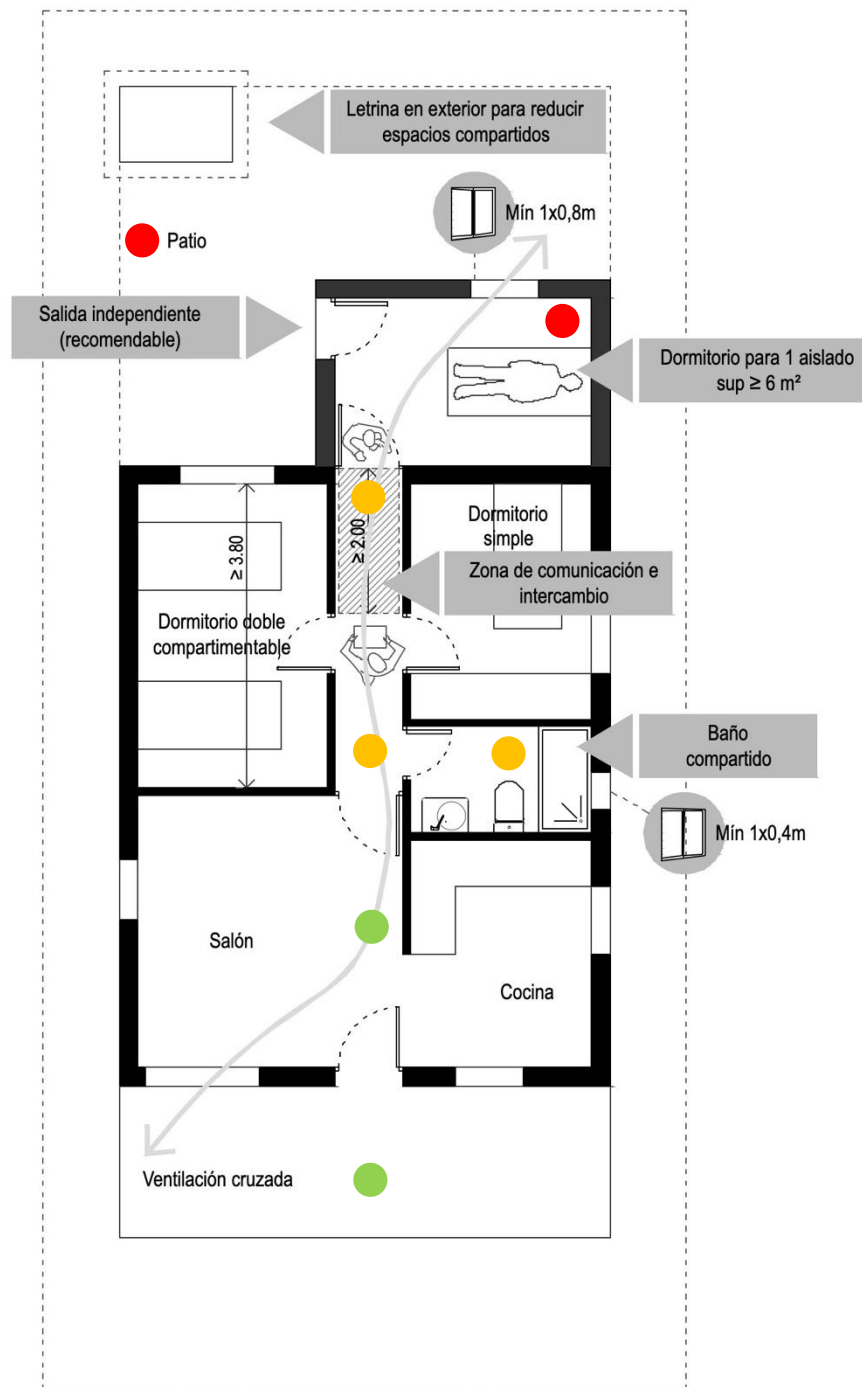 Letrina en exterior para reducir
espacios compartidos
Mín 1x0,8m
Patio
Salida independiente
(recomendable)
Dormitorio para 1 aislado
sup ≥ 6 m²
≥ 3.80
≥ 2.00
Dormitorio
simple
Zona de comunicación e
intercambio
Dormitorio doble
compartimentable
Baño
compartido
Mín 1x0,4m
Salón
Cocina
Ventilación cruzada